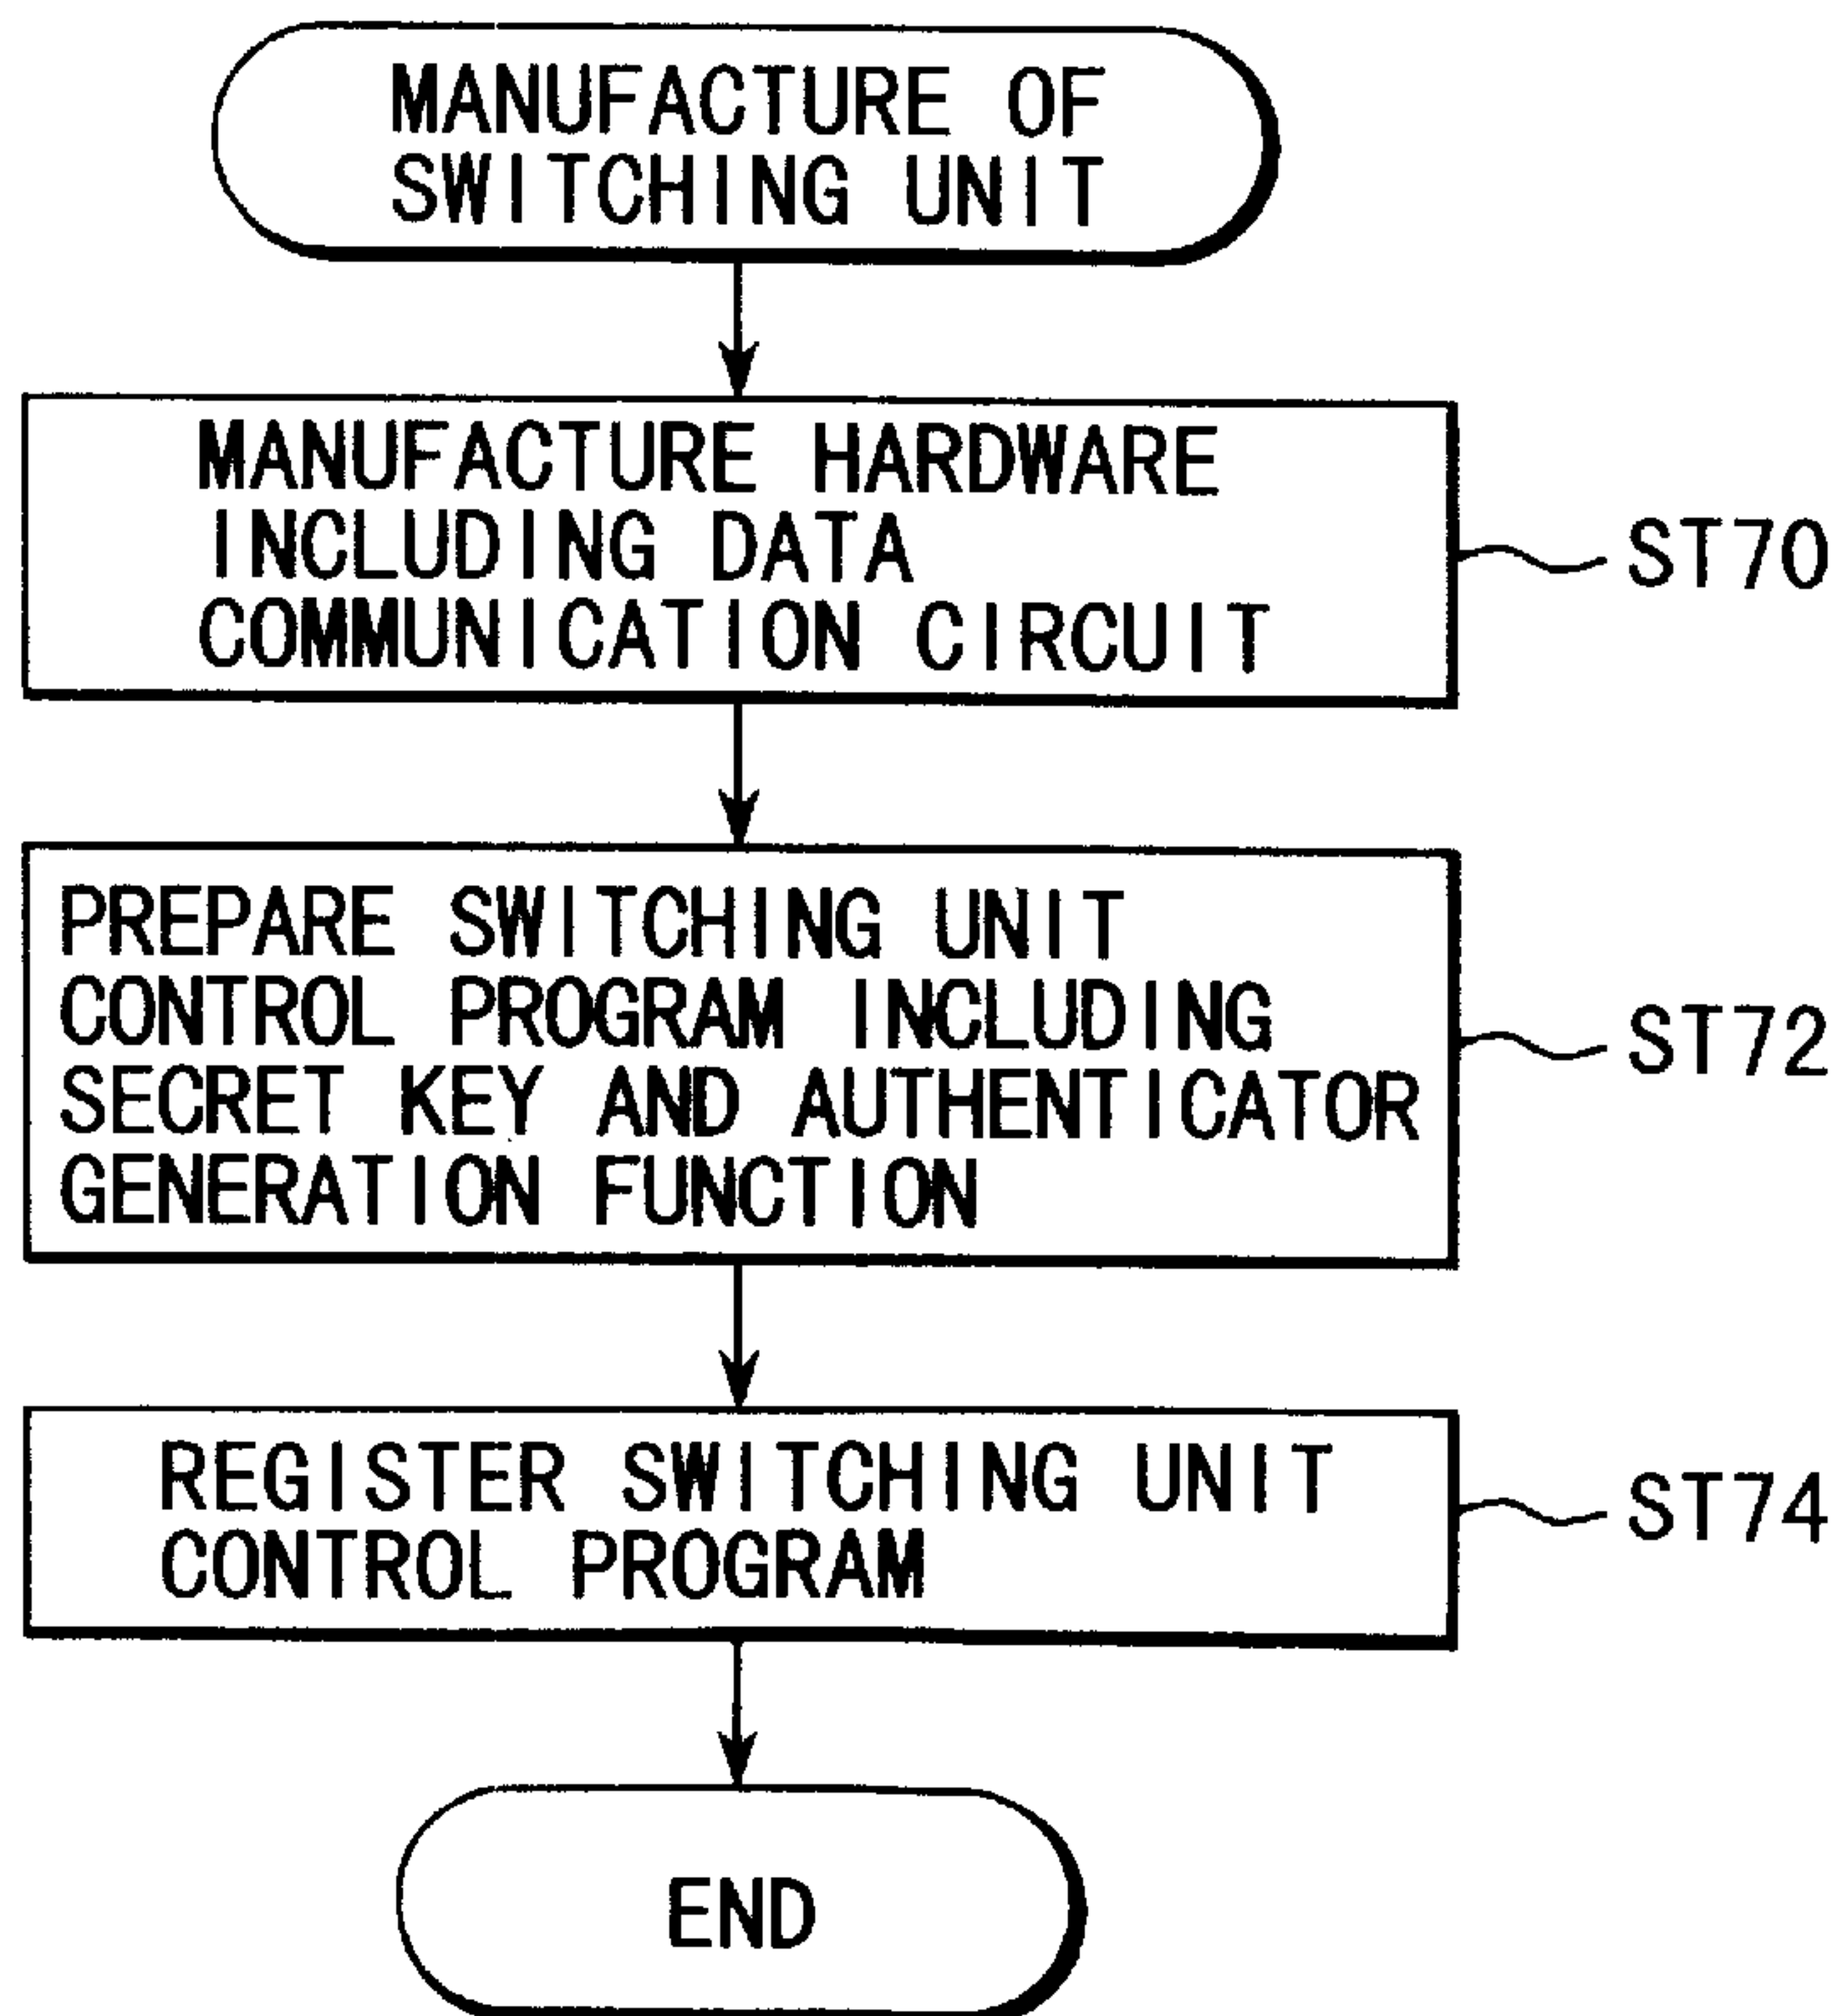 MANUFACTURE OF
SWITCHING UNIT
MANUFACTURE HARDWARE
INCLUDING DATA
COMMUNICATION CIRCUIT
ST70
PREPARE SWITCHING UNIT
CONTROL PROGRAM INCLUDING
SECRET KEY AND AUTHENTICATOR
GENERATION FUNCTION
ST72
REGISTER SWITCHING UNIT
CONTROL PROGRAM
ST74
END